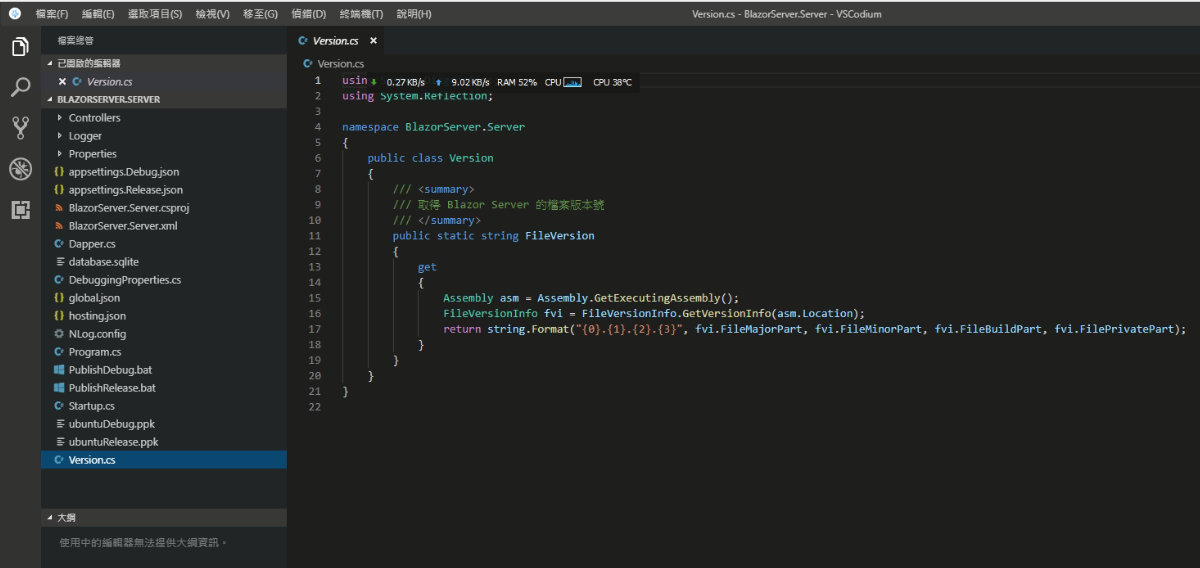 檔案(F) 編輯(E) 選取項目(S) 檢視(V) 移至(G) 偵錯(D) 終端機(T) 說明(H) Version.cs - BlazorServer.Server - VSCodium
檔案總管
已開啟的編輯器
Version.cs
BLAZORSERVER.SERVER
Controllers
Logger
Properties
appsettings.Debug.json
appsettings.Release.json
BlazorServer.Server.csproj
BlazorServer.Server.xml
Dapper.cs
database.sqlite
DebuggingProperties.cs
global.json
hosting.json
NLog.config
Program.cs
PublishDebug.bat
PublishRelease.bat
Startup.cs
ubuntuDebug.ppk
ubuntuRelease.ppk
Version.cs
大綱
使用中的編輯器無法提供大綱資訊。
Version.cs
Version.cs
0.27 KB/s 9.02 KB/s RAM 52% CPU CPU 38°C
1 usin
2 using System.Reflection;
3
4 namespace BlazorServer.Server
5 {
6 public class Version
7 {
8 /// <summary>
9 /// 取得 Blazor Server 的檔案版本號
10 /// </summary>
11 public static string FileVersion
12 {
13 get
14 {
15 Assembly asm = Assembly.GetExecutingAssembly();
16 FileVersionInfo fvi = FileVersionInfo.GetVersionInfo(asm.Location);
17 return string.Format("{0}.{1}.{2}.{3}", fvi.FileMajorPart, fvi.FileMinorPart, fvi.FileBuildPart, fvi.FilePrivatePart);
18 }
19 }
20 }
21 }
22